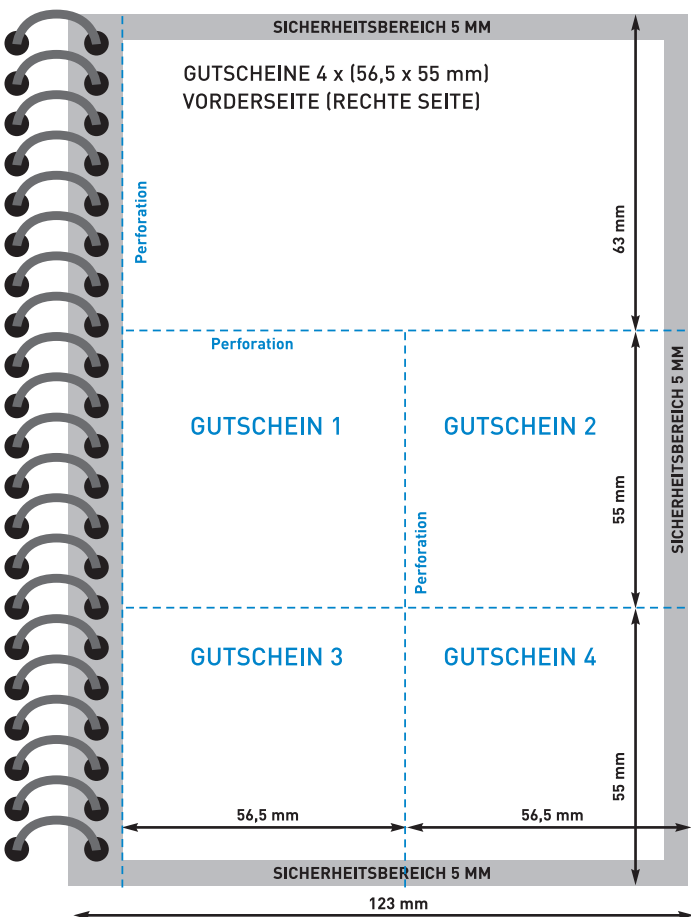 SICHERHEITSBEREICH 5 MM
GUTSCHEINE 4 x (56,5 x 55 mm)
VORDERSEITE (RECHTE SEITE)
Perforation
63 mm
Perforation
SICHERHEITSBEREICH 5 MM
GUTSCHEIN 1
GUTSCHEIN 2
55 mm
Perforation
GUTSCHEIN 3
GUTSCHEIN 4
55 mm
56,5 mm
56,5 mm
SICHERHEITSBEREICH 5 MM
123 mm